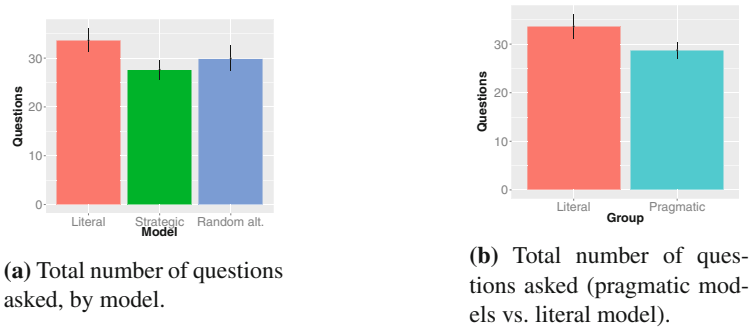 30
20
10
0
Questions
Literal
Strategic
Random alt.
Model
(a) Total number of questions
asked, by model.
30
20
10
0
Questions
Literal
Pragmatic
Group
(b) Total number of ques-
tions asked (pragmatic mod-
els vs. literal model).